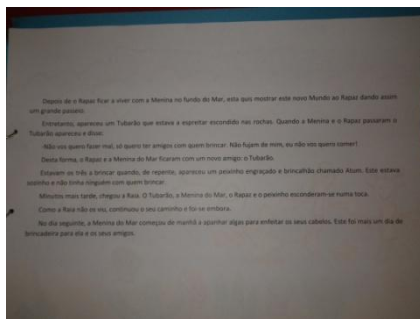 Depois de o Rapaz ficar a viver com a Menina no fundo do Mar, esta quis mostrar este novo Mundo ao Rapaz dando assim
um grande passeio.
Entretanto, apareceu um Tubarão que estava a espreitar escondido nas rochas. Quando a Menina e o Rapaz passaram o
Tubarão apareceu e disse:
-Não vos quero fazer mal, só quero ter amigos com quem brincar. Não fujam de mim, eu não vos quero comer!
Desta forma, o Rapaz e a Menina do Mar ficaram com um novo amigo: o Tubarão.
Estavam os três a brincar quando, de repente, apareceu um peixinho engraçado e brincalhão chamado Atum. Este estava
sozinho e não tinha ninguém com quem brincar.
Minutos mais tarde, chegou a Raia. O Tubarão, a Menina do Mar, o Rapaz e o peixinho esconderam-se numa toca.
Como a Raia não os viu, continuou o seu caminho e foi-se embora.
No dia seguinte, a Menina do Mar começou de manhã a apanhar algas para enfeitar os seus cabelos. Este foi mais um dia de
brincadeira para ela e os seus amigos.